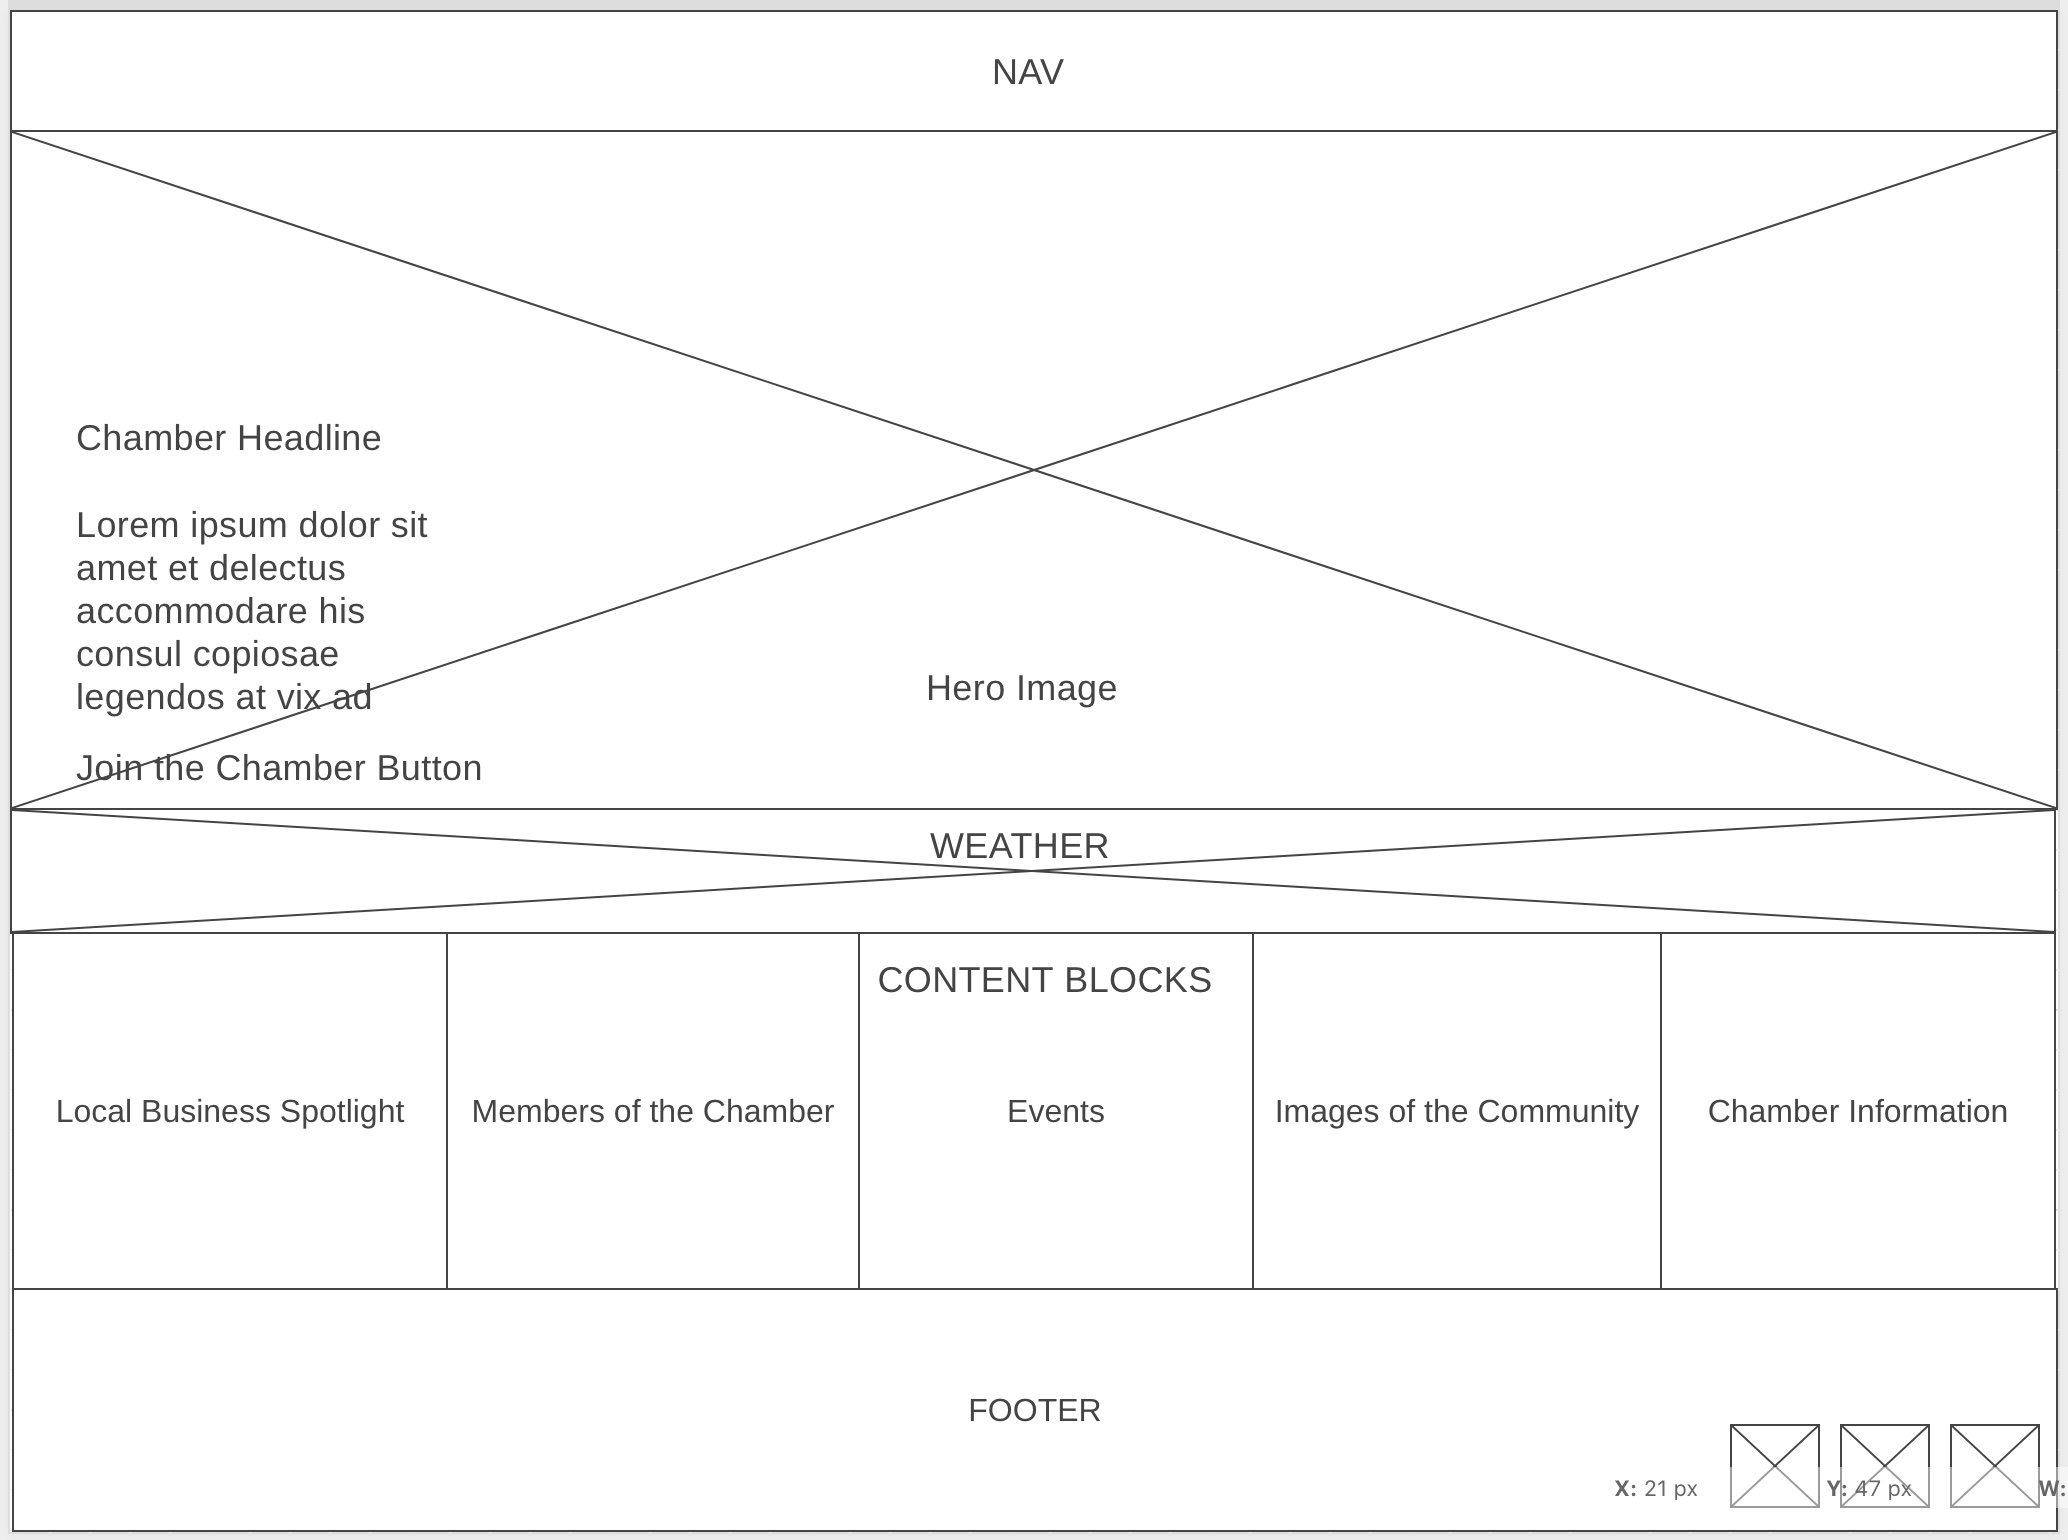 NAV
Chamber Headline
Lorem ipsum dolor sit
amet et delectus
accommodare his
consul copiosae
legendos at vix ad
Hero Image
Join the Chamber Button
WEATHER
CONTENT BLOCKS
Local Business Spotlight
Members of the Chamber
Events
Images of the Community
Chamber Information
FOOTER
X: 21 px Y: 47 px W: